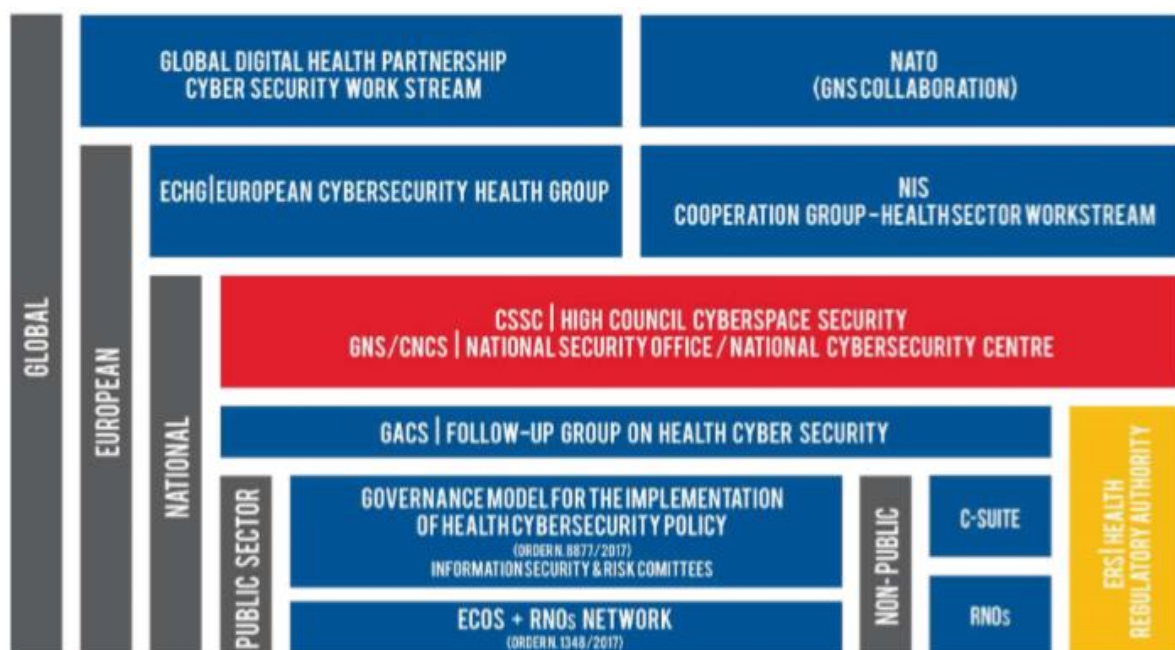 GLOBAL DIGITAL HEALTH PARTNERSHIP
CYBER SECURITY WORK STREAM
NATO
(GNS COLLABORATION)
ECHG|EUROPEAN CYBERSECURITY HEALTH GROUP
NIS
COOPERATION GROUP - HEALTH SECTOR WORKSTREAM
CSSC | HIGH COUNCIL CYBERSPACE SECURITY
GNS/CNCS | NATIONAL SECURITY OFFICE / NATIONAL CYBERSECURITY CENTRE
GLOBAL
EUROPEAN
NATIONAL
GACS | FOLLOW-UP GROUP ON HEALTH CYBER SECURITY
PUBLIC SECTOR
GOVERNANCE MODEL FOR THE IMPLEMENTATION
OF HEALTH CYBERSECURITY POLICY
(ORDER N. 8877/2017)
INFORMATION SECURITY & RISK COMITTEES
ECOS + RNOs NETWORK
(ORDER N. 1348/2017)
NON-PUBLIC
C-SUITE
RNOs
ERS|HEALTH
REGULATORY AUTHORITY